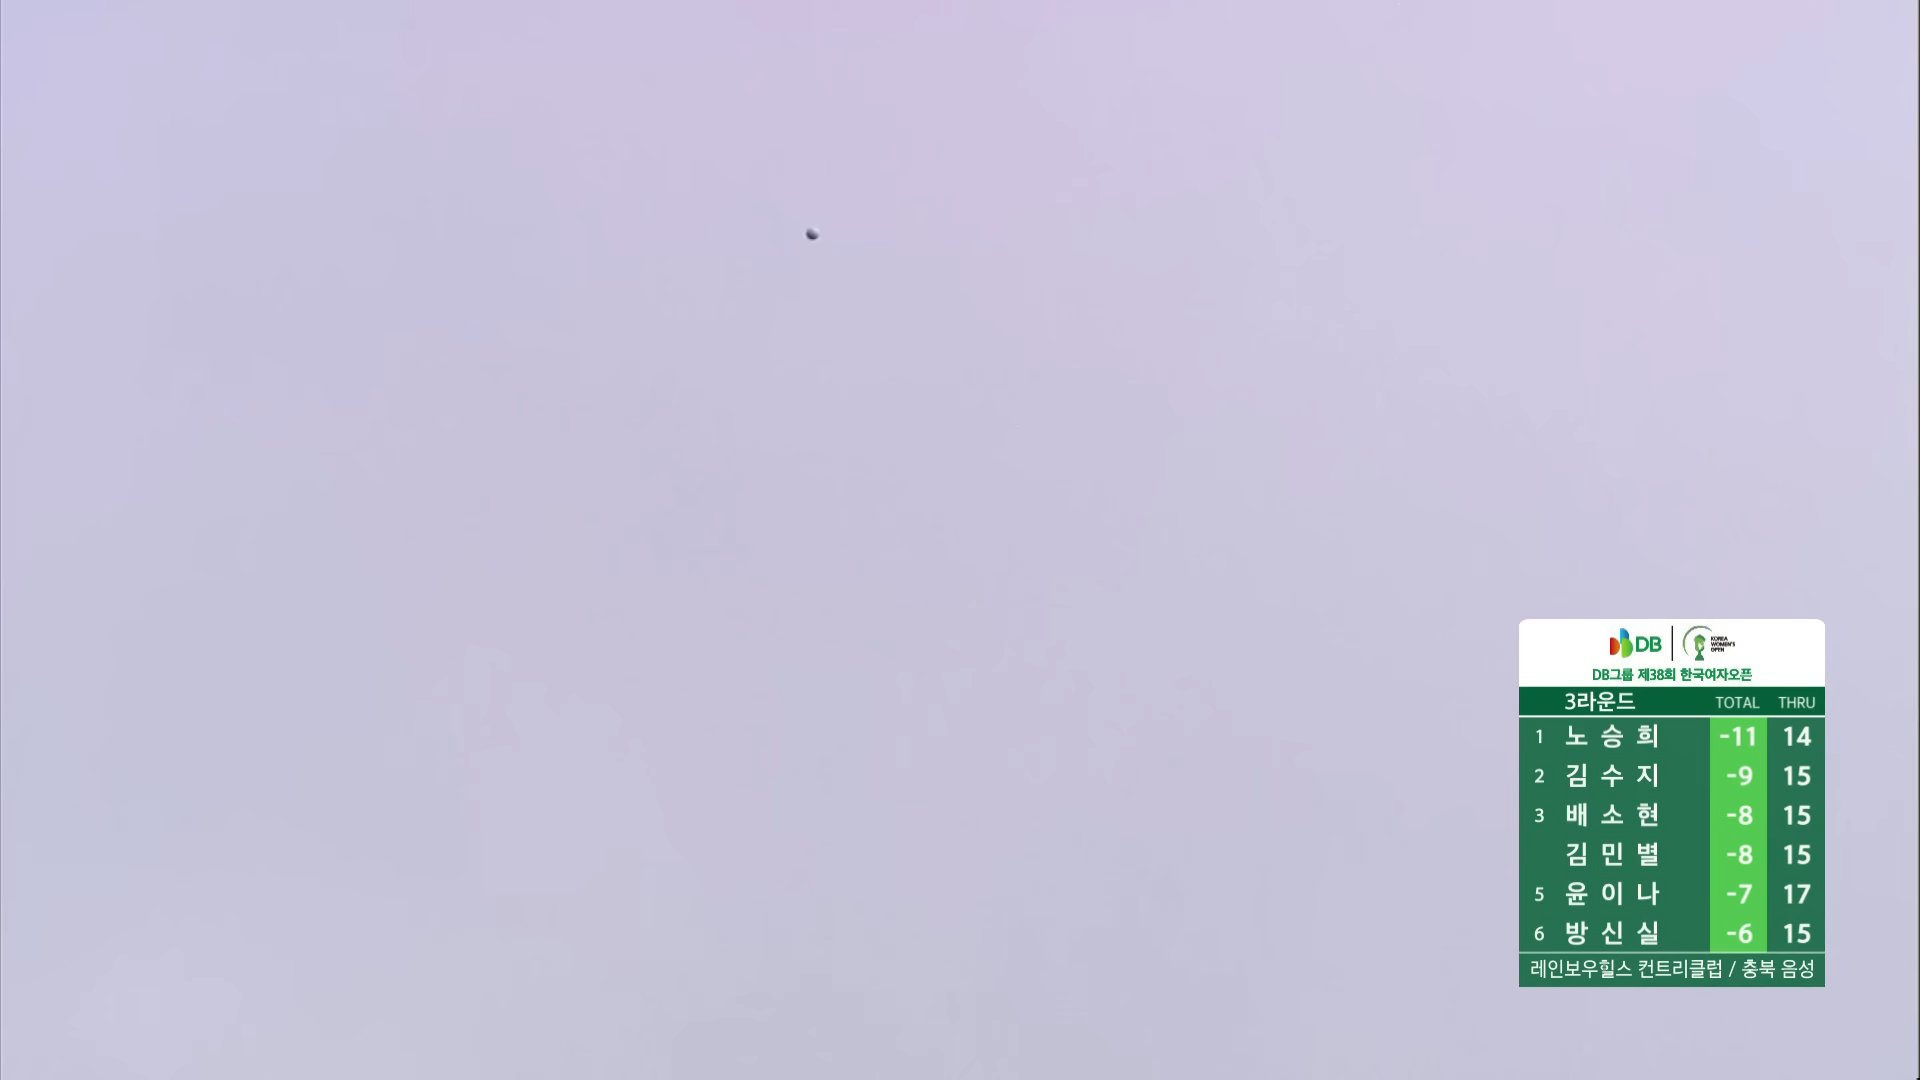 DB
KOREA
WOMEN'S
OPEN
DB그룹 제38회 한국여자오픈
3라운드 TOTAL THRU
1 노승희 -11 14
2 김수지 -9 15
3 배소현 -8 15
김민별 -8 15
5 윤이나 -7 17
6 방신실 -6 15
레인보우힐스 컨트리클럽 / 충북 음성